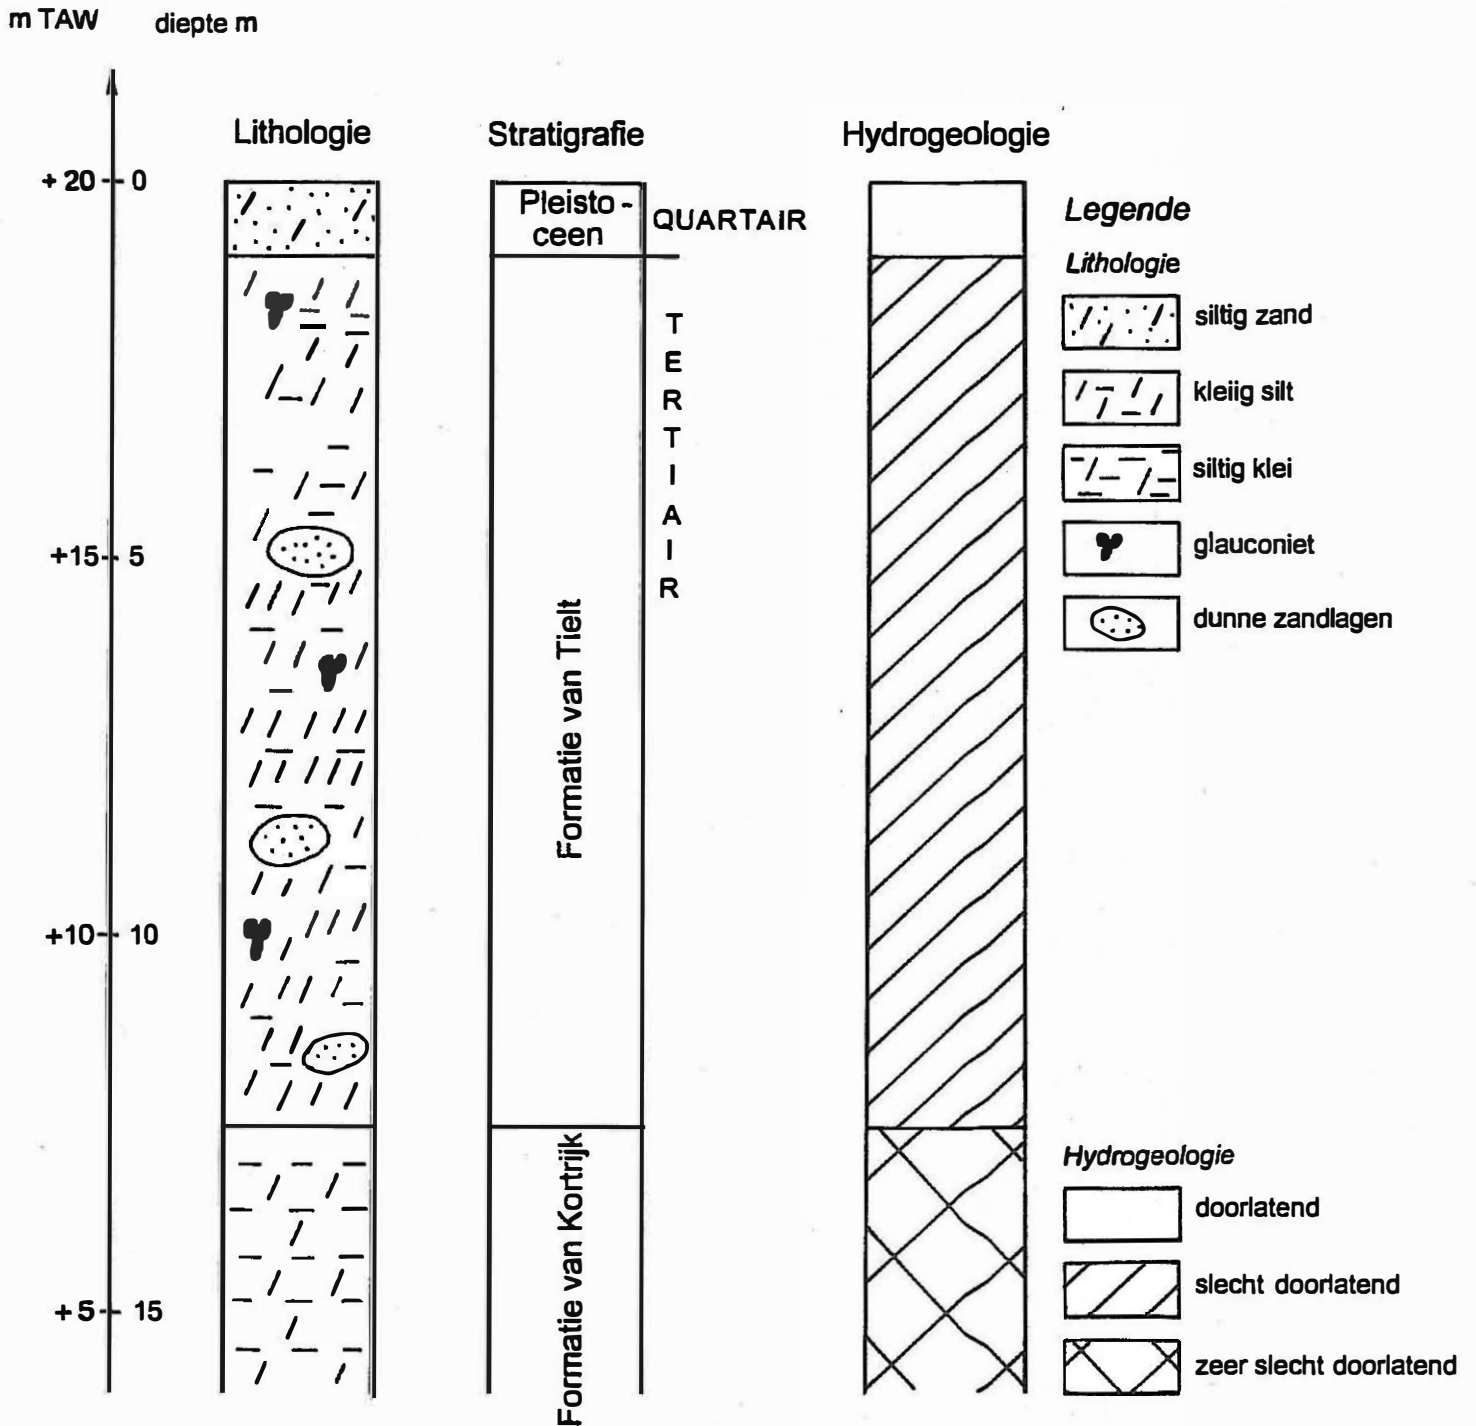 m TAW diepte m
Lithologie Stratigrafie Hydrogeologie
+ 20 0
Pleisto-
ceen
QUARTAIR
TERTIAIR
+15 5
Formatie van Tielt
+10 10
Formatie van Kortrijk
+5 15
Legende
Lithologie
siltig zand
kleiig silt
siltig klei
glauconiet
dunne zandlagen
Hydrogeologie
doorlatend
slecht doorlatend
zeer slecht doorlatend